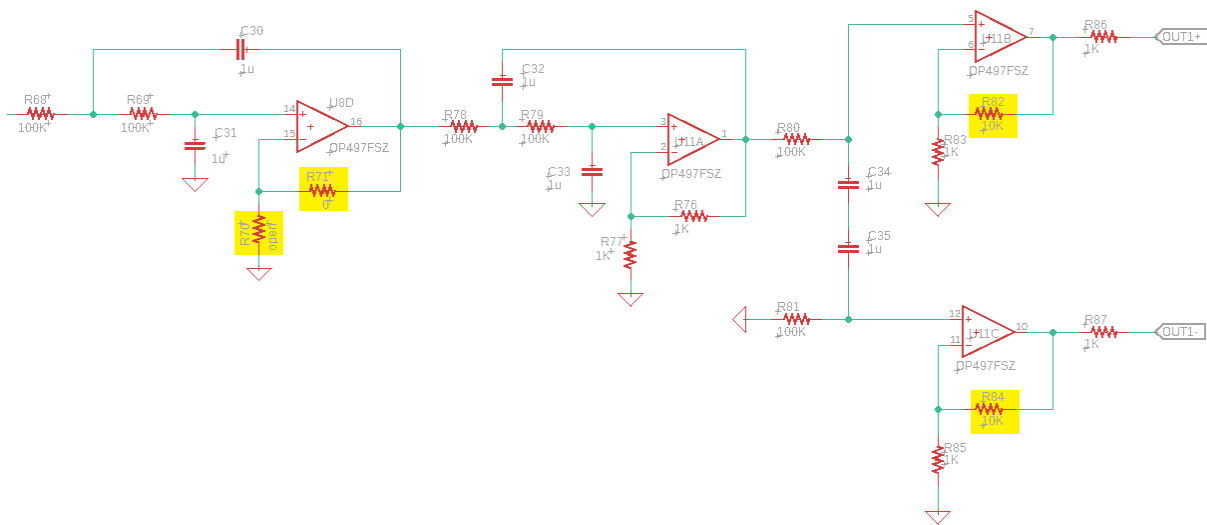 C30
1u
R68
100K
R69
100K
C31
1u
14
15
16
U8D
OP497FSZ
R71
0
R70
open
C32
1u
R78
100K
R79
100K
C33
1u
3
2
1
U11A
OP497FSZ
R76
1K
R77
1K
R80
100K
C34
1u
C35
1u
R81
100K
5
6
7
U11B
OP497FSZ
R82
10K
R83
1K
R86
1K
OUT1+
12
11
10
U11C
OP497FSZ
R84
10K
R85
1K
R87
1K
OUT1-